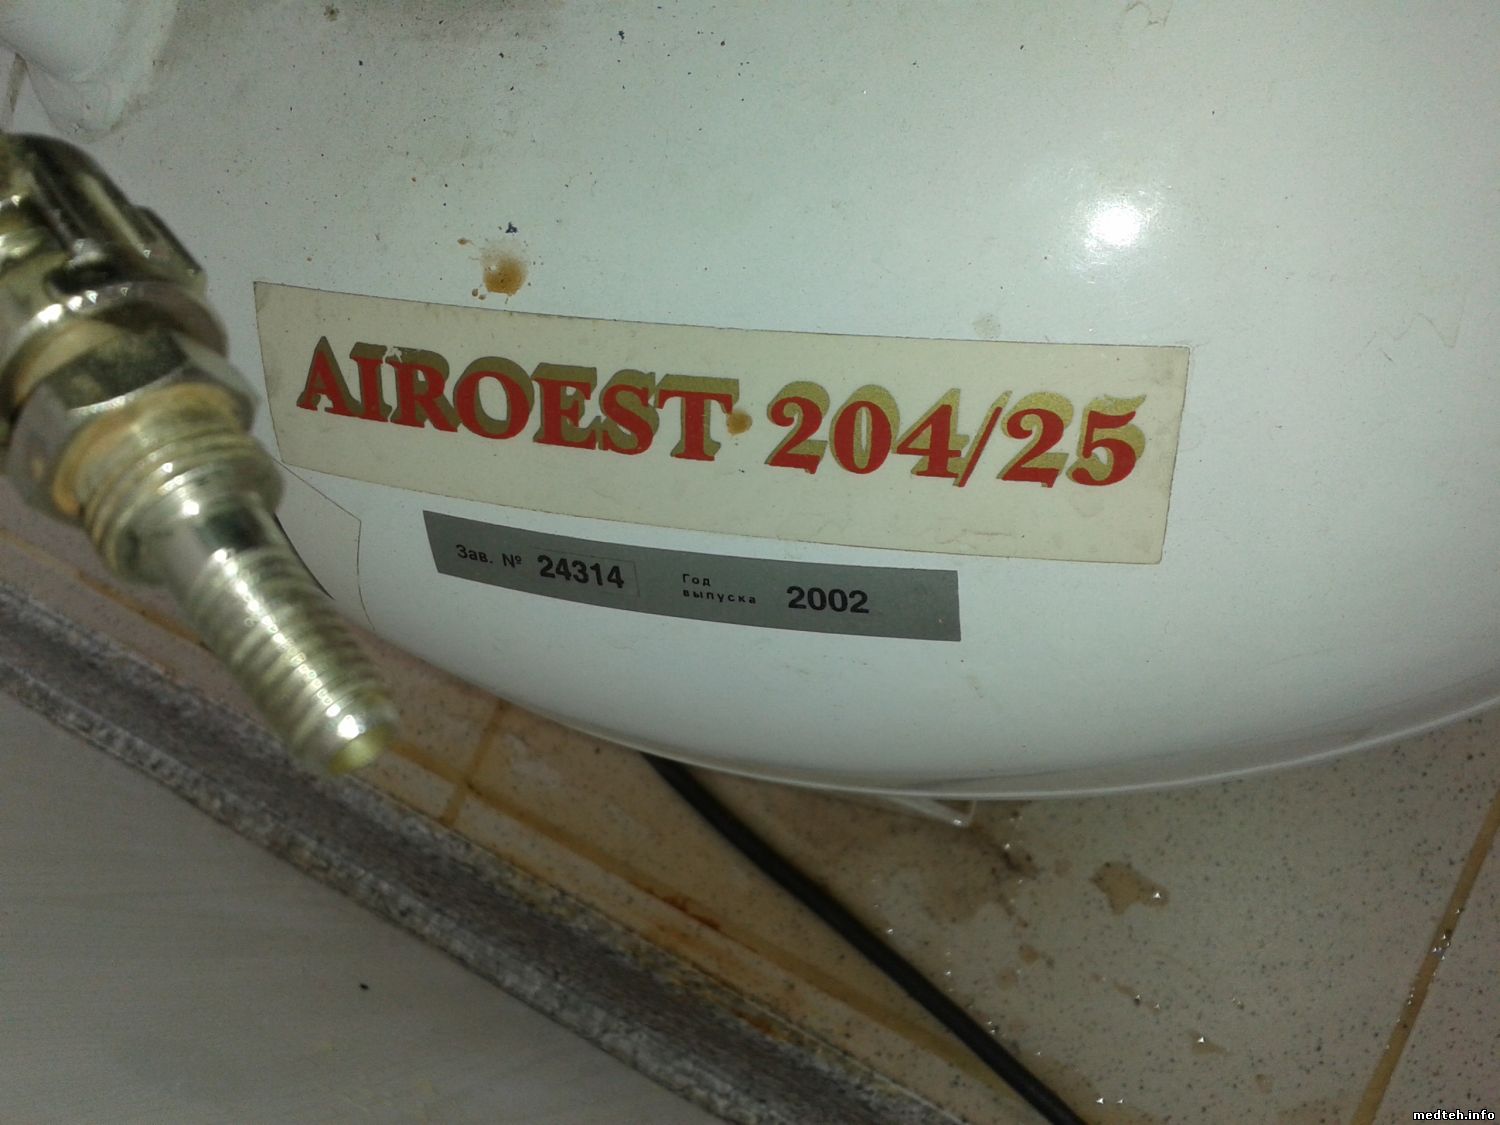 AIROEST 204/25
Зав. № 24314 Год выпуска 2002
medteh.info